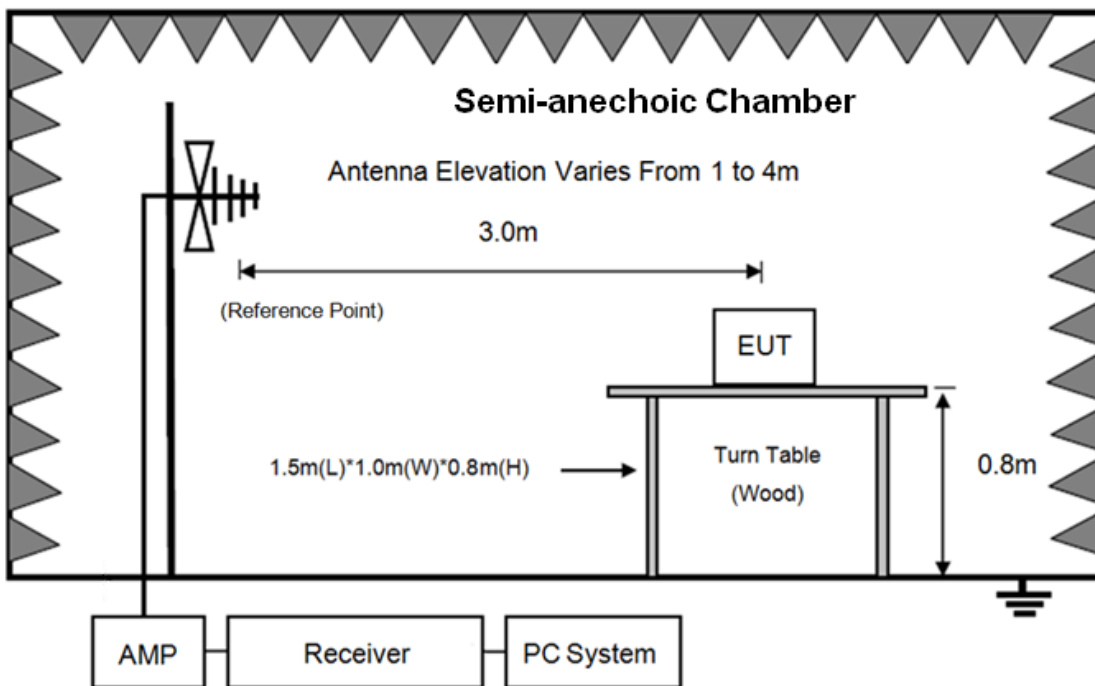 Semi-anechoic Chamber
Antenna Elevation Varies From 1 to 4m
3.0m
(Reference Point)
EUT
1.5m(L)*1.0m(W)*0.8m(H)
Turn Table
(Wood)
0.8m
AMP
Receiver
PC System